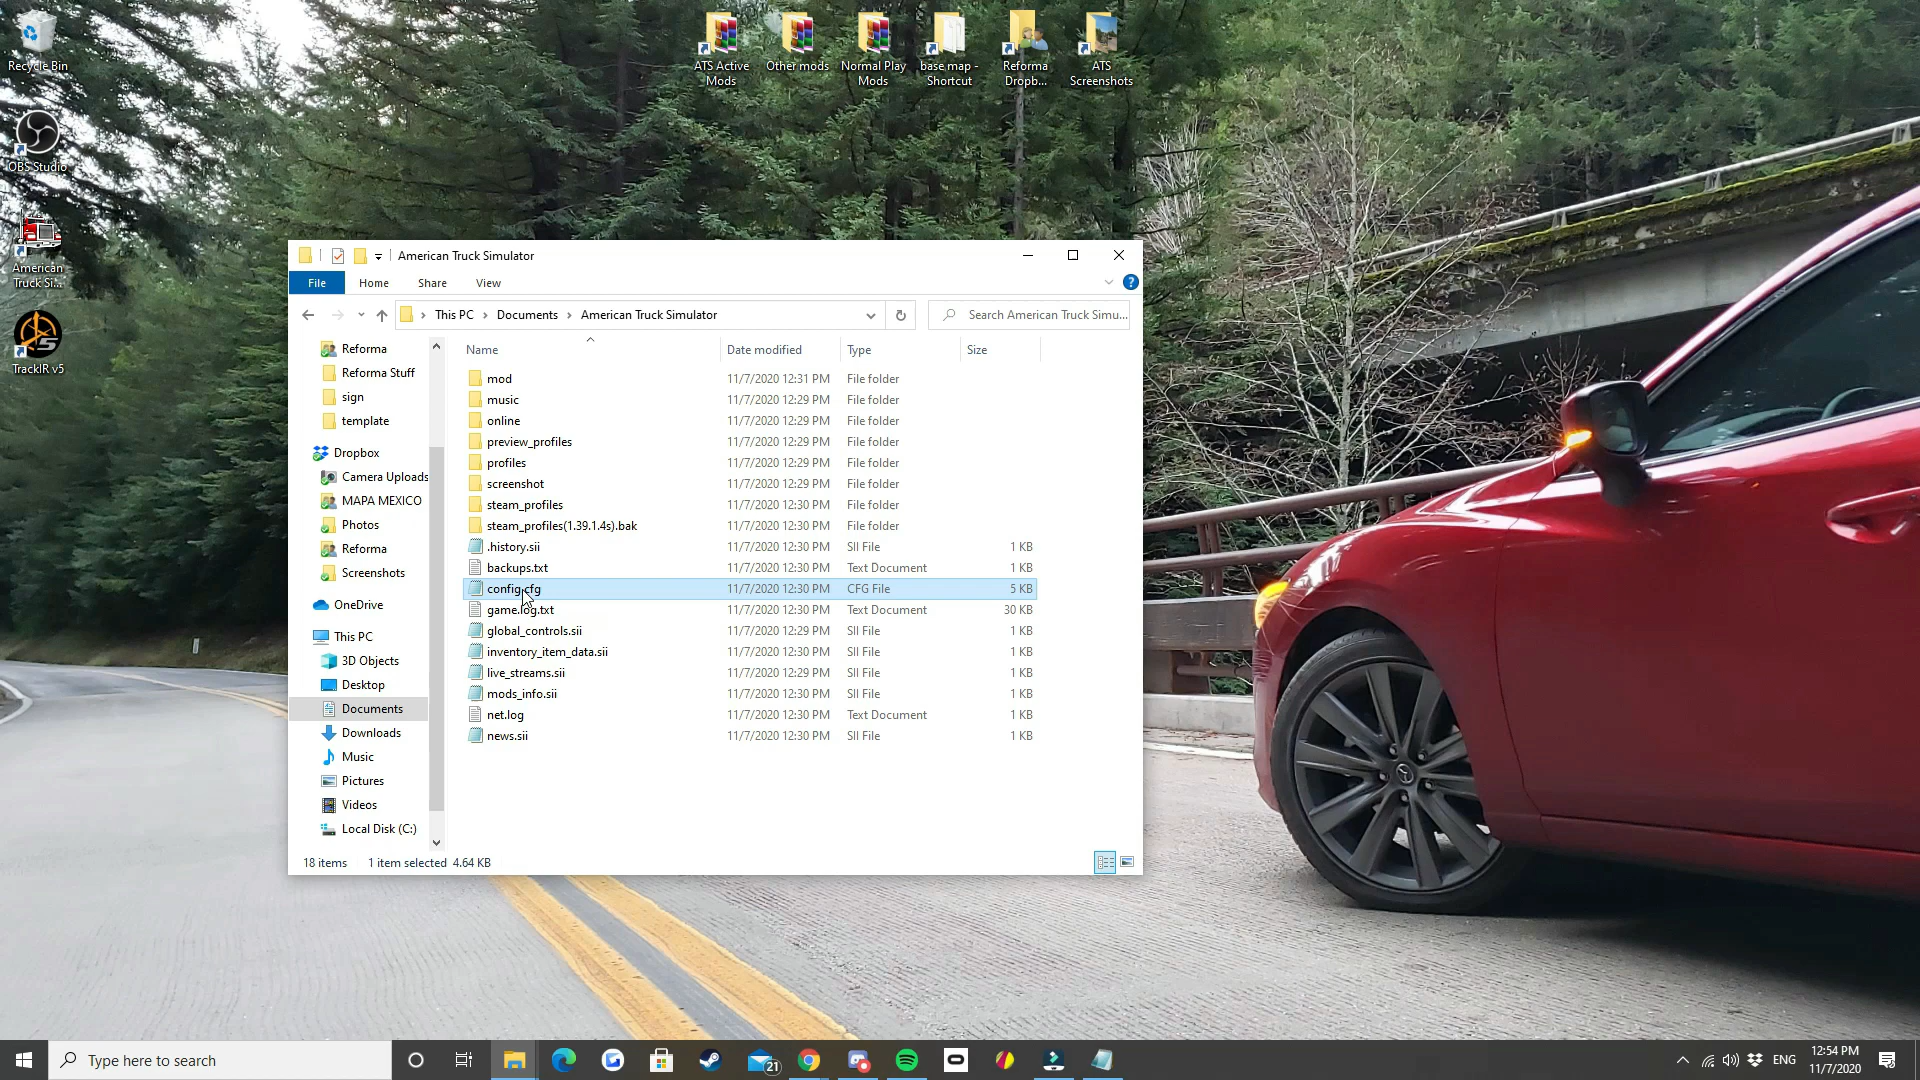 Recycle Bin
OBS Studio
American
Truck Si...
TrackIR v5
ATS Active
Mods
Other mods
Normal Play
Mods
base map -
Shortcut
Reforma
Dropb...
ATS
Screenshots
American Truck Simulator
File
Home
Share
View
This PC
Documents
American Truck Simulator
Search American Truck Simu...
Reforma
Reforma Stuff
sign
template
Dropbox
Camera Uploads
MAPA MEXICO
Photos
Reforma
Screenshots
OneDrive
This PC
3D Objects
Desktop
Documents
Downloads
Music
Pictures
Videos
Local Disk (C:)
Name Date modified Type Size
mod 11/7/2020 12:31 PM File folder
music 11/7/2020 12:29 PM File folder
online 11/7/2020 12:29 PM File folder
preview_profiles 11/7/2020 12:29 PM File folder
profiles 11/7/2020 12:29 PM File folder
screenshot 11/7/2020 12:29 PM File folder
steam_profiles 11/7/2020 12:30 PM File folder
steam_profiles(1.39.1.4s).bak 11/7/2020 12:30 PM File folder
.history.sii 11/7/2020 12:30 PM SII File 1 KB
backups.txt 11/7/2020 12:30 PM Text Document 1 KB
config.cfg 11/7/2020 12:30 PM CFG File 5 KB
game.log.txt 11/7/2020 12:30 PM Text Document 30 KB
global_controls.sii 11/7/2020 12:29 PM SII File 1 KB
inventory_item_data.sii 11/7/2020 12:30 PM SII File 1 KB
live_streams.sii 11/7/2020 12:29 PM SII File 1 KB
mods_info.sii 11/7/2020 12:30 PM SII File 1 KB
net.log 11/7/2020 12:30 PM Text Document 1 KB
news.sii 11/7/2020 12:30 PM SII File 1 KB
18 items 1 item selected 4.64 KB
Type here to search
21
ENG
12:54 PM
11/7/2020